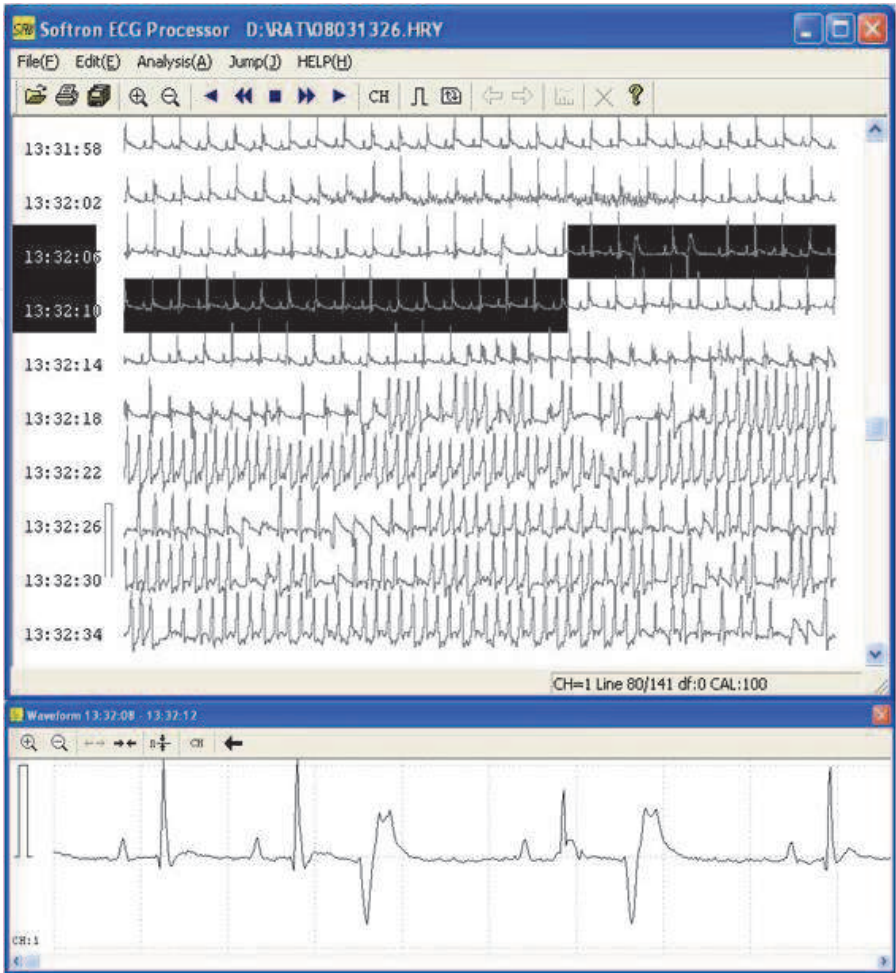 SRV Softron ECG Processor D:\RAT\08031326.HRY
File(F) Edit(E) Analysis(A) Jump(J) HELP(H)
CH
13:31:58
13:32:02
13:32:06
13:32:10
13:32:14
13:32:18
13:32:22
13:32:26
13:32:30
13:32:34
CH=1 Line 80/141 df:0 CAL:100
Waveform 13:32:08 - 13:32:12
CH
CH:1